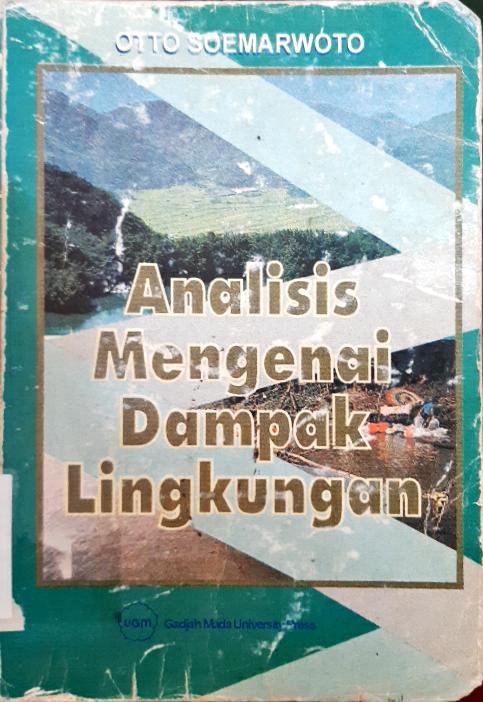 OTTO SOEMARWOTO
Analisis
Mengenai
Dampak
Lingkungan
UGM Gadjah Mada University Press